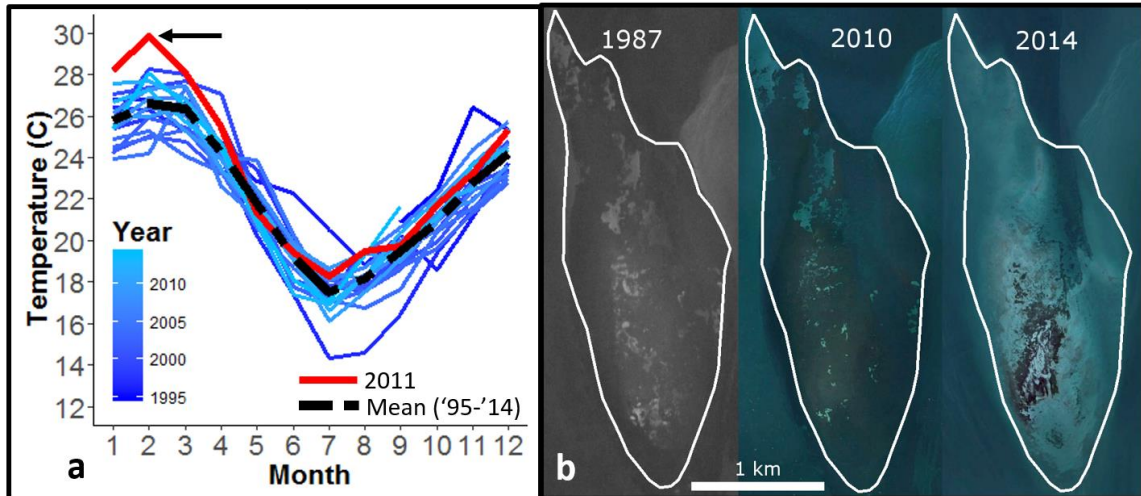 30
28
26
24
22
20
18
16
14
12
Temperature (C)
Year
2010
2005
2000
1995
2011
Mean (‘95-’14)
1 2 3 4 5 6 7 8 9 10 11 12
Month
a
1987
2010
2014
1 km
b